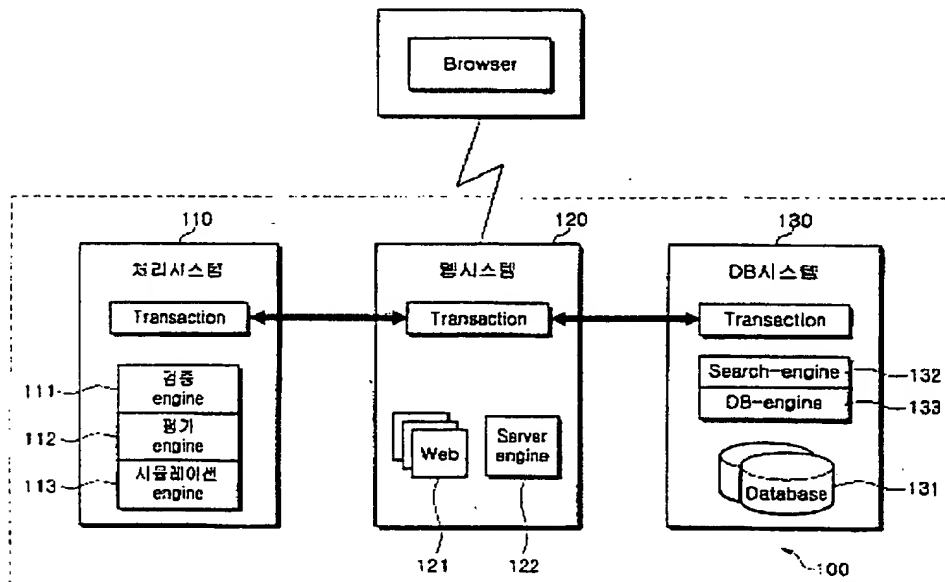 Browser
110
120
130
처리시스템
웹시스템
DB시스템
Transaction
Transaction
Transaction
111
검증
engine
112
평가
engine
113
시뮬레이션
engine
Web
Server
engine
121
122
Search-engine
132
DB-engine
133
Database
131
100